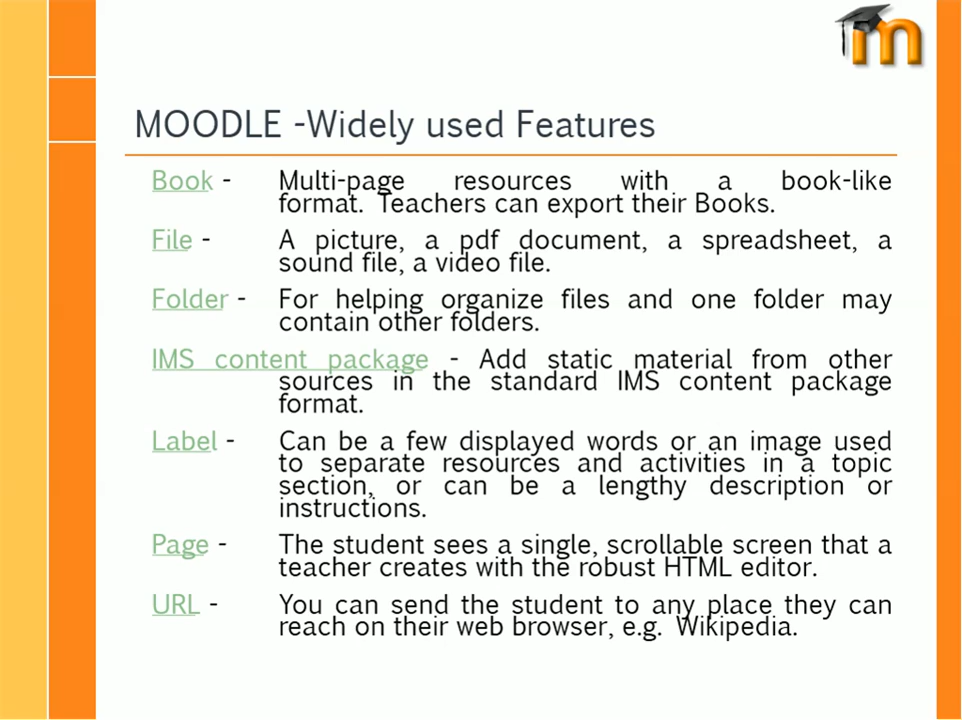 m
MOODLE -Widely used Features
Book - Multi-page resources with a book-like
format. Teachers can export their Books.
File - A picture, a pdf document, a spreadsheet, a
sound file, a video file.
Folder - For helping organize files and one folder may
contain other folders.
IMS content package - Add static material from other
sources in the standard IMS content package
format.
Label - Can be a few displayed words or an image used
to separate resources and activities in a topic
section, or can be a lengthy description or
instructions.
Page - The student sees a single, scrollable screen that a
teacher creates with the robust HTML editor.
URL - You can send the student to any place they can
reach on their web browser, e.g. Wikipedia.